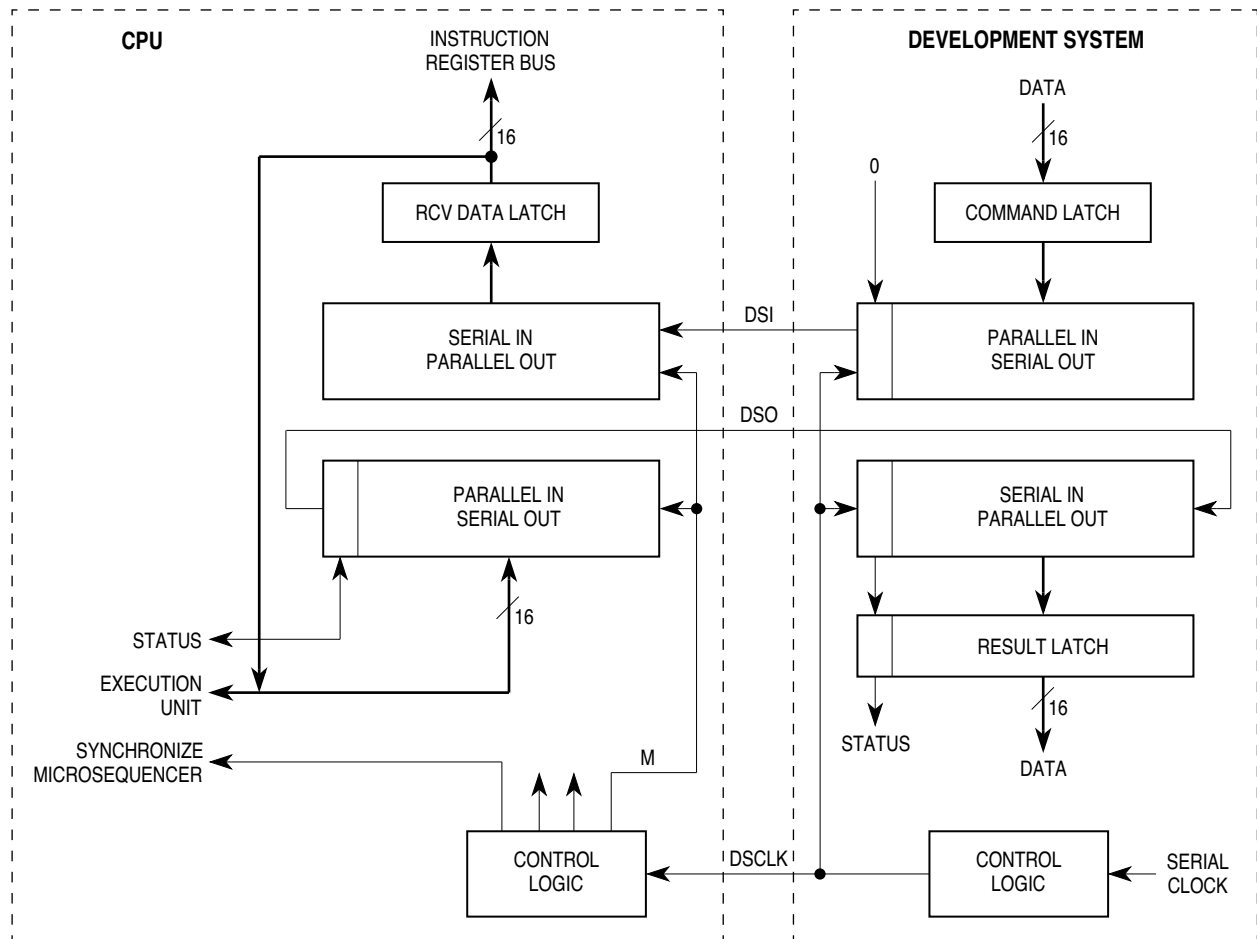 CPU
INSTRUCTION
REGISTER BUS
DEVELOPMENT SYSTEM
DATA
16
16
0
RCV DATA LATCH
COMMAND LATCH
DSI
SERIAL IN
PARALLEL OUT
PARALLEL IN
SERIAL OUT
DSO
PARALLEL IN
SERIAL OUT
SERIAL IN
PARALLEL OUT
16
STATUS
RESULT LATCH
EXECUTION
UNIT
16
STATUS
SYNCHRONIZE
MICROSEQUENCER
M
DATA
CONTROL
LOGIC
DSCLK
CONTROL
LOGIC
SERIAL
CLOCK